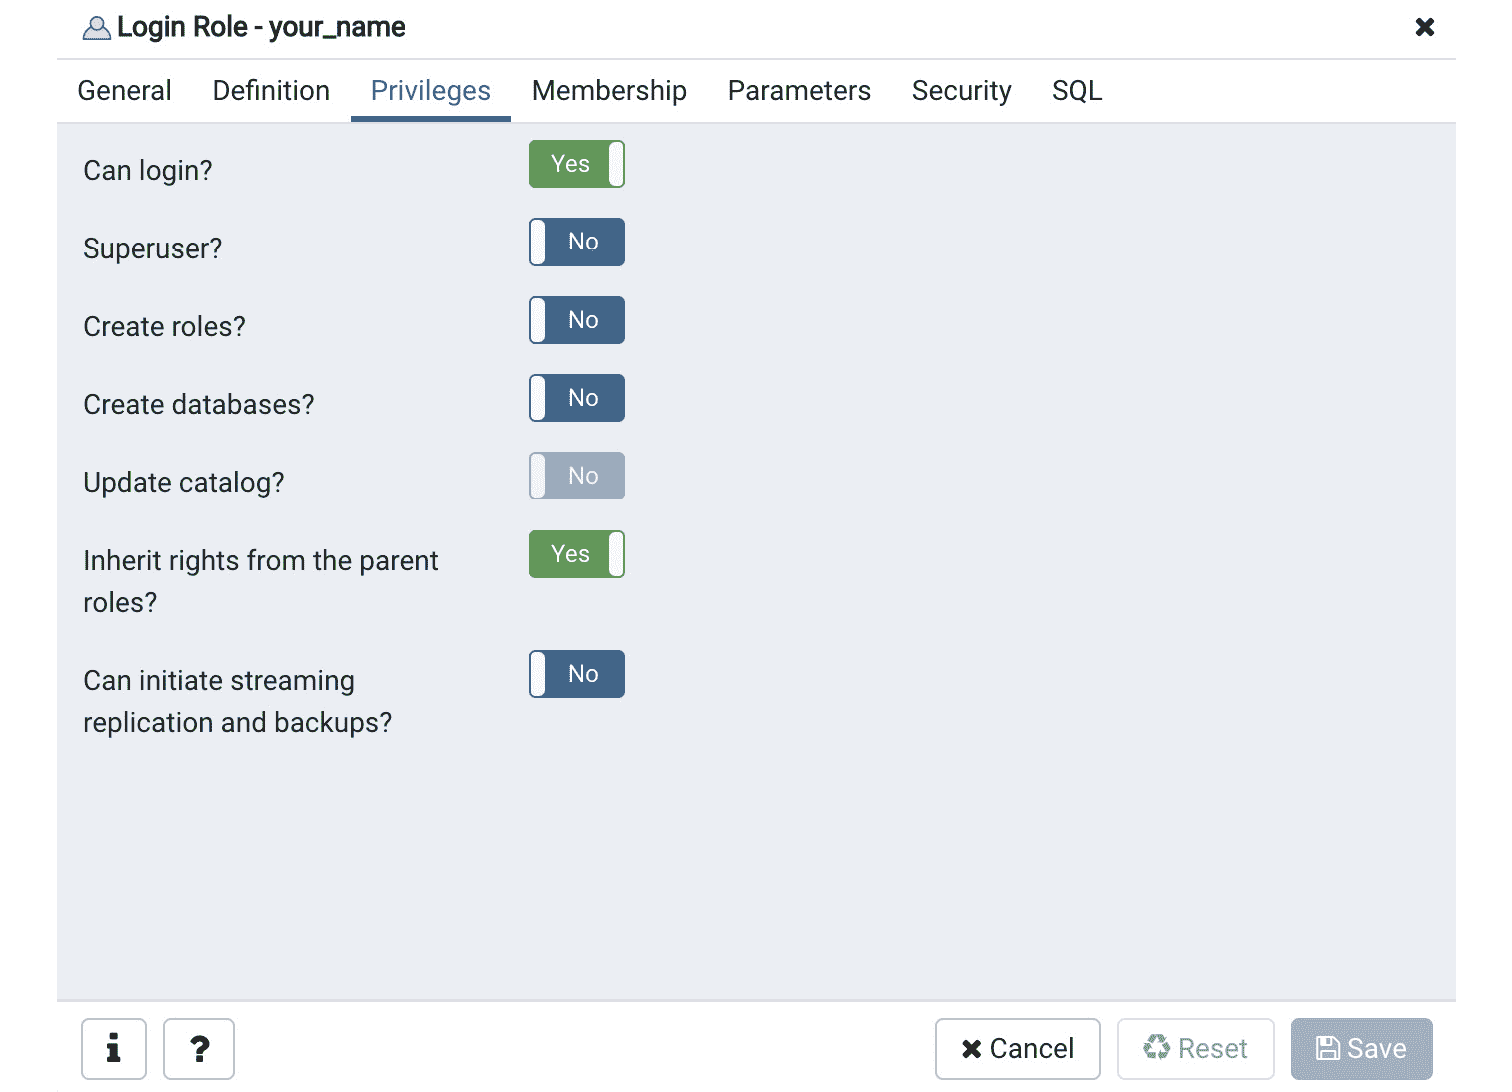 Login Role - your_name
General Definition Privileges Membership Parameters Security SQL
Can login? Yes
Superuser? No
Create roles? No
Create databases? No
Update catalog? No
Inherit rights from the parent Yes
roles?
Can initiate streaming No
replication and backups?
i ? Cancel Reset Save